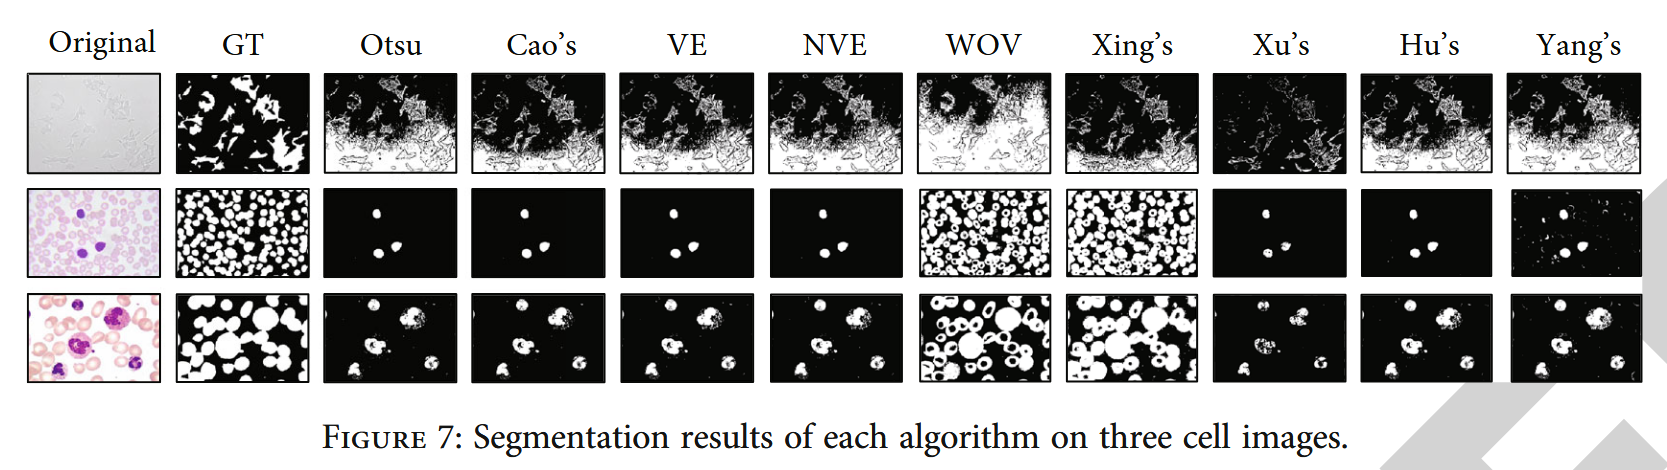 Original GT Otsu Cao's VE NVE WOV Xing's Xu's Hu's Yang's
FIGURE 7: Segmentation results of each algorithm on three cell images.